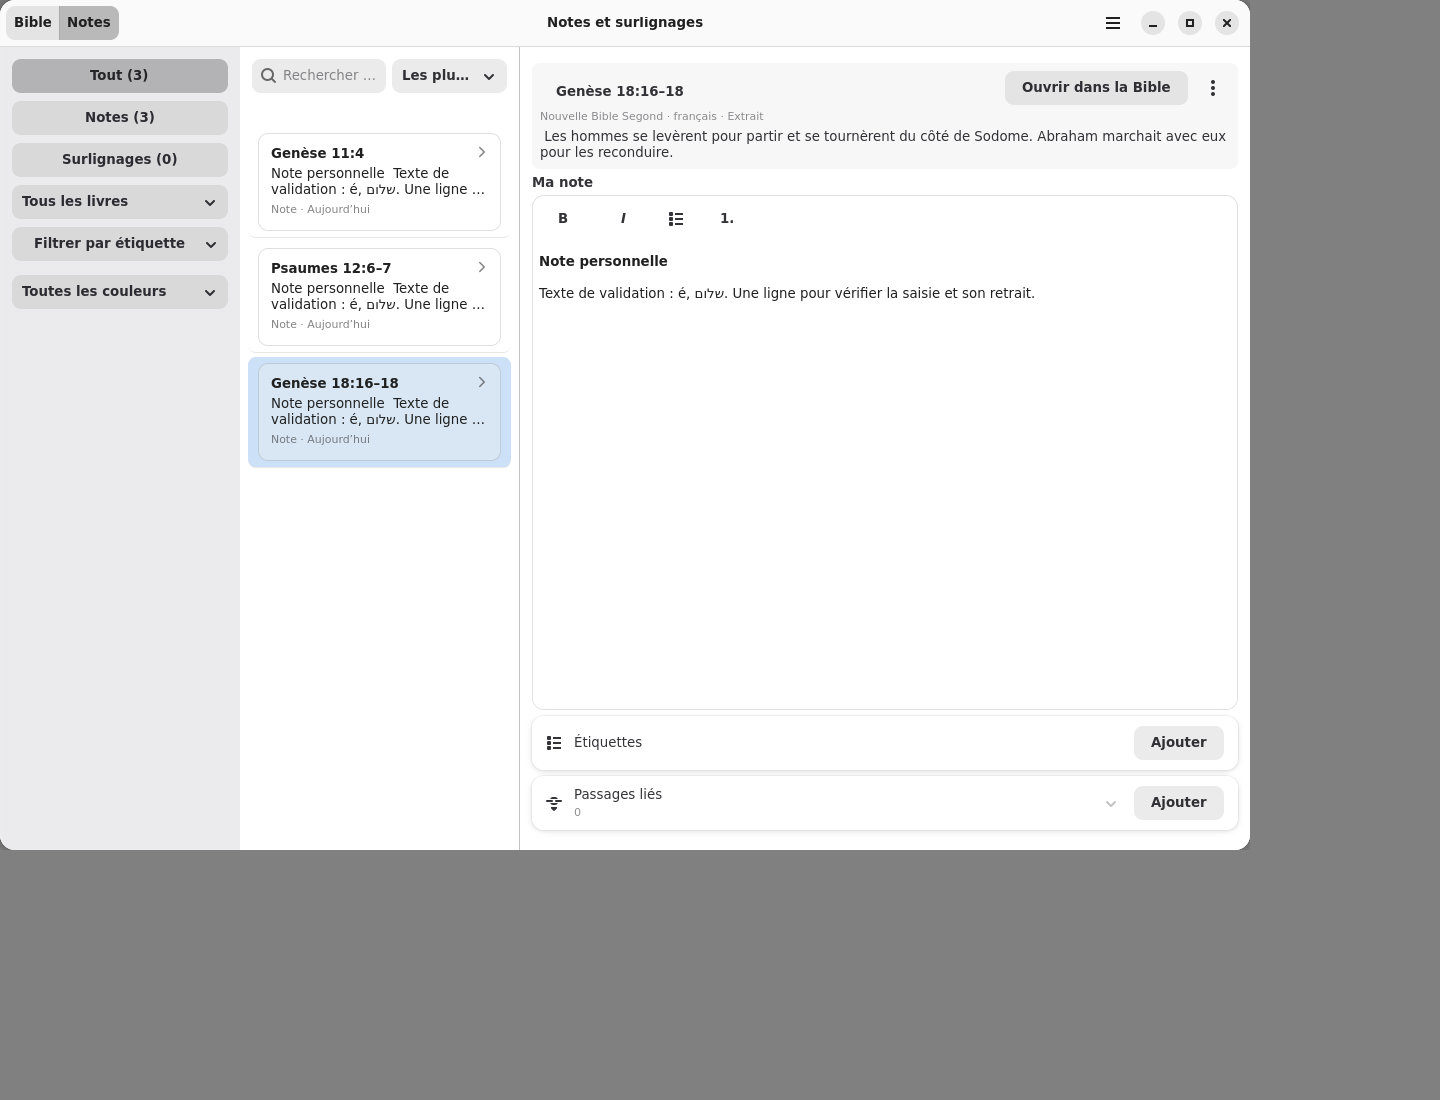 Bible Notes
Notes et surlignages
Tout (3)
Notes (3)
Surlignages (0)
Tous les livres
Filtrer par étiquette
Toutes les couleurs
Rechercher …
Les plu…
Genèse 11:4
Note personnelle  Texte de
validation : é, שלום. Une ligne …
Note · Aujourd’hui
Psaumes 12:6–7
Note personnelle  Texte de
validation : é, שלום. Une ligne …
Note · Aujourd’hui
Genèse 18:16–18
Note personnelle  Texte de
validation : é, שלום. Une ligne …
Note · Aujourd’hui
Genèse 18:16–18
Ouvrir dans la Bible
Nouvelle Bible Segond · français · Extrait
Les hommes se levèrent pour partir et se tournèrent du côté de Sodome. Abraham marchait avec eux
pour les reconduire.
Ma note
B I 1.
Note personnelle
Texte de validation : é, שלום. Une ligne pour vérifier la saisie et son retrait.
Étiquettes
Ajouter
Passages liés
0
Ajouter